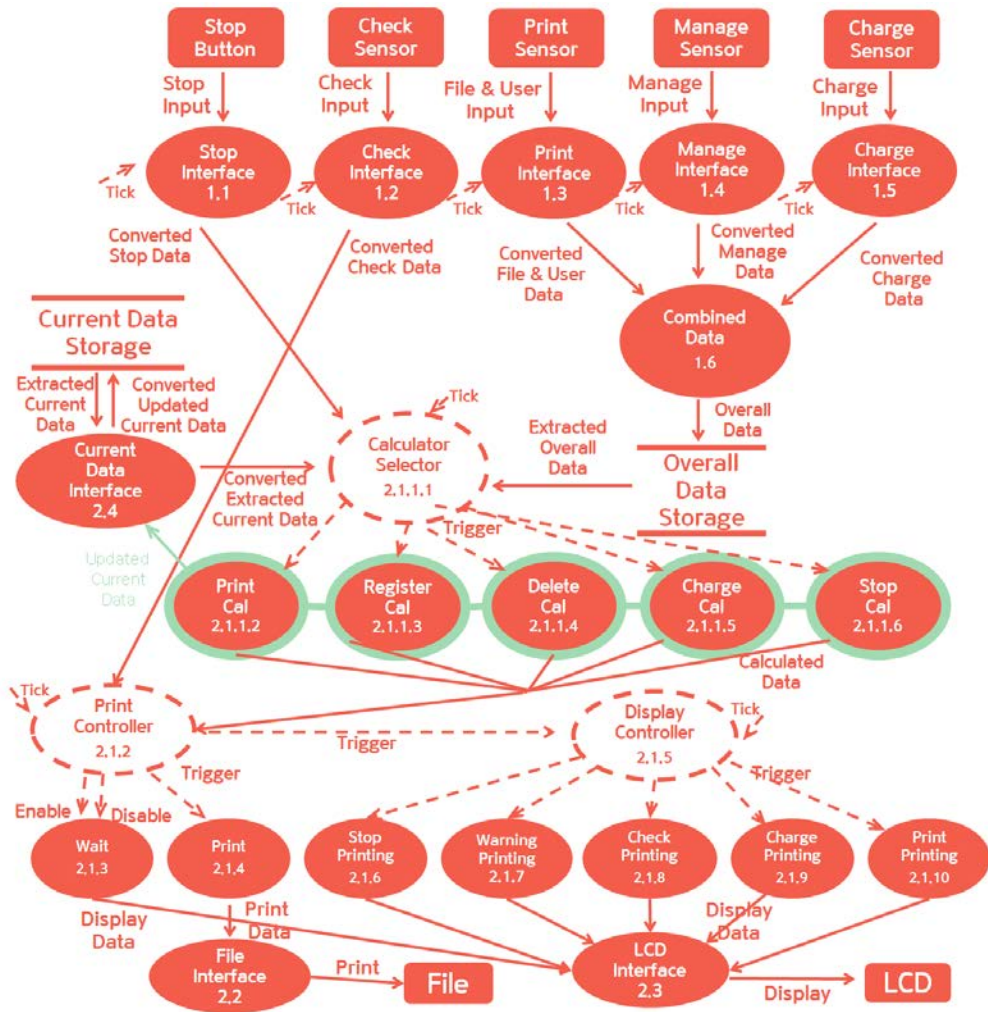 Stop
Button
Check
Sensor
Print
Sensor
Manage
Sensor
Charge
Sensor
Stop
Input
Check
Input
File & User
Input
Manage
Input
Charge
Input
Stop
Interface
1,1
Check
Interface
1,2
Print
Interface
1,3
Manage
Interface
1,4
Charge
Interface
1,5
Tick
Tick
Tick
Tick
Tick
Converted
Stop Data
Converted
Check Data
Converted
File & User
Data
Converted
Manage
Data
Converted
Charge
Data
Current Data
Storage
Combined
Data
1,6
Extracted
Current
Data
Converted
Updated
Current Data
Tick
Overall
Data
Current
Data
Interface
2,4
Calculator
Selector
2,1,1,1
Extracted
Overall
Data
Overall
Data
Storage
Converted
Extracted
Current Data
Trigger
Updated
Current
Data
Print
Cal
2,1,1,2
Register
Cal
2,1,1,3
Delete
Cal
2,1,1,4
Charge
Cal
2,1,1,5
Stop
Cal
2,1,1,6
Calculated
Data
Tick
Print
Controller
2,1,2
Trigger
Display
Controller
2,1,5
Tick
Enable
Disable
Trigger
Trigger
Wait
2,1,3
Print
2,1,4
Stop
Printing
2,1,6
Warning
Printing
2,1,7
Check
Printing
2,1,8
Charge
Printing
2,1,9
Print
Printing
2,1,10
Display
Data
Print
Data
Display
Data
File
Interface
2,2
Print
File
LCD
Interface
2,3
Display
LCD